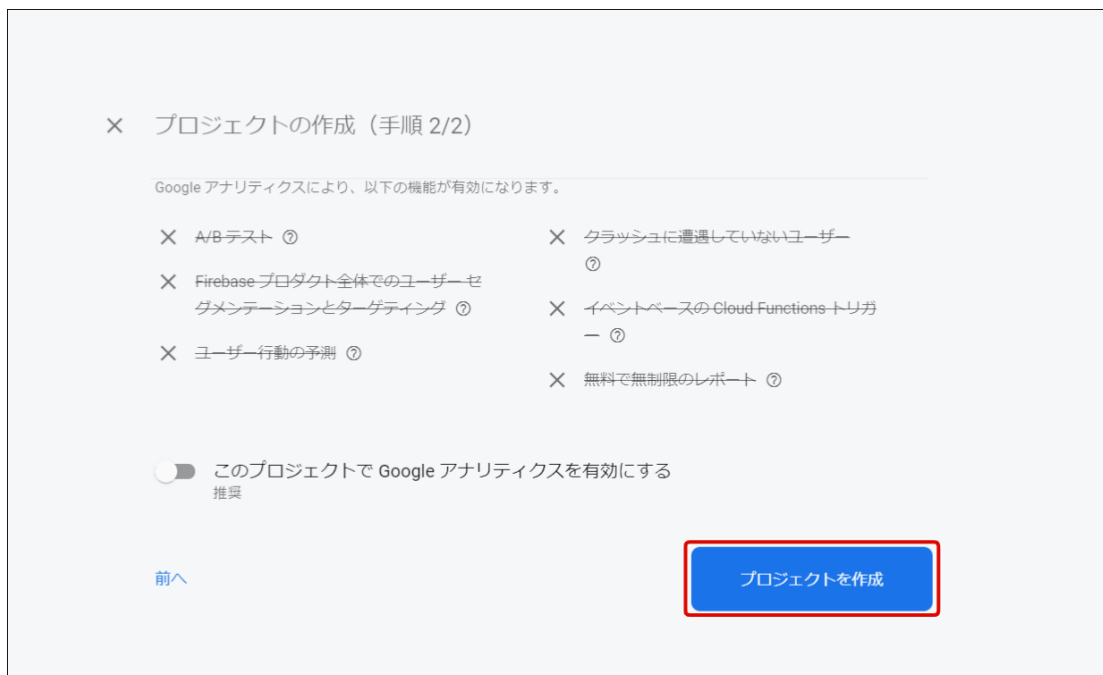 プロジェクトの作成（手順 2/2）
Google アナリティクスにより、以下の機能が有効になります。
A/B テスト
Firebase プロダクト全体でのユーザー セ
グメンテーションとターゲティング
ユーザー行動の予測
クラッシュに遭遇していないユーザー
イベントベースの Cloud Functions トリガ
ー
無料で無制限のレポート
このプロジェクトで Google アナリティクスを有効にする
推奨
前へ
プロジェクトを作成